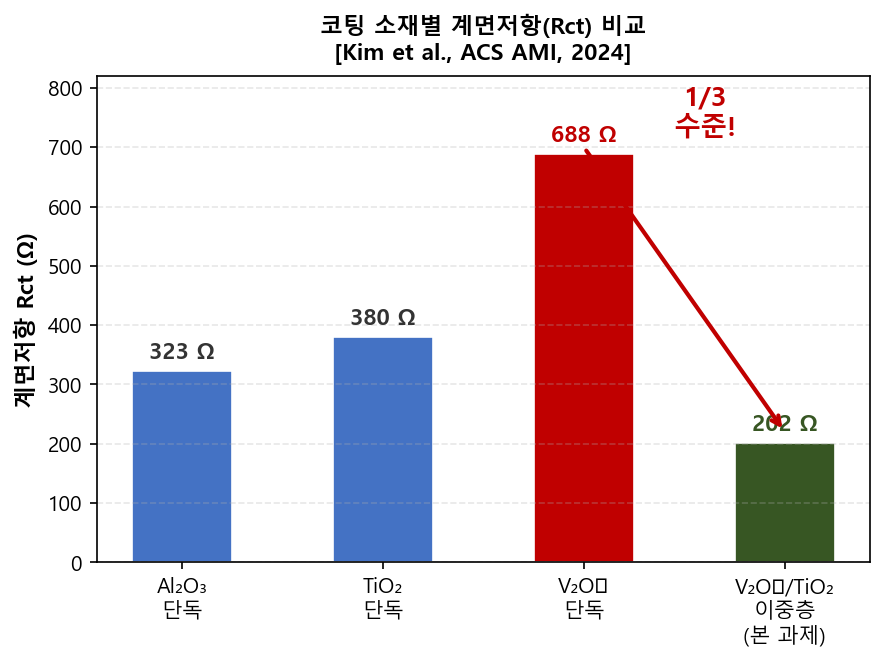 코팅 소재별 계면저항(Rct) 비교
[Kim et al., ACS AMI, 2024]
계면저항 Rct (Ω)
800
700
600
500
400
300
200
100
0
323 Ω
380 Ω
688 Ω
202 Ω
1/3
수준!
Al₂O₃
단독
TiO₂
단독
V₂O□
단독
V₂O□/TiO₂
이중층
(본 과제)